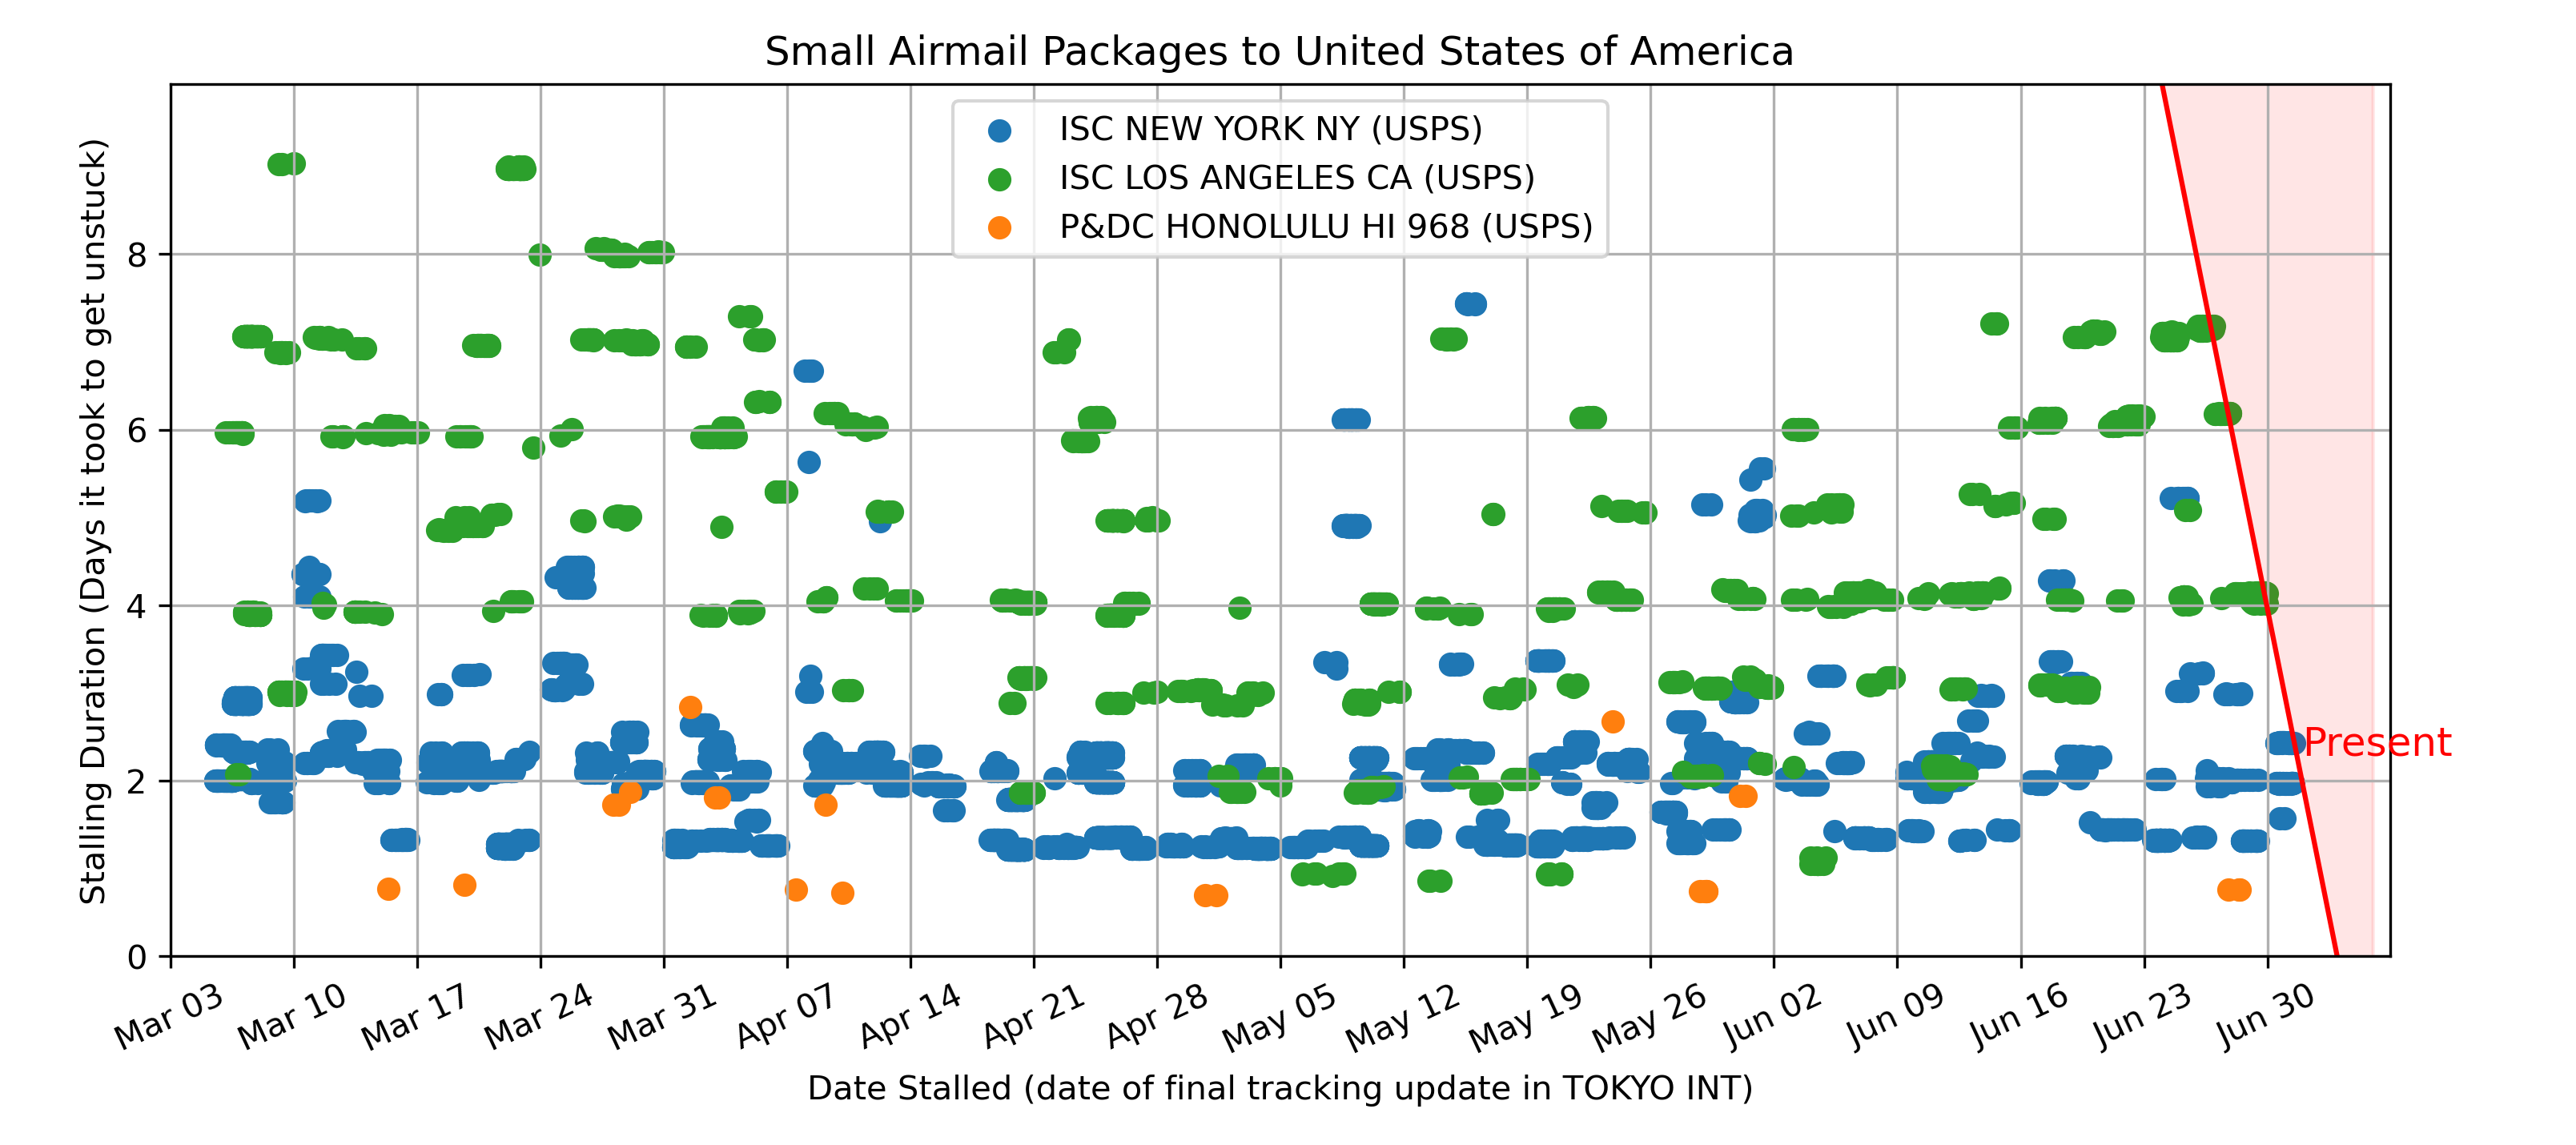 Small Airmail Packages to United States of America
ISC NEW YORK NY (USPS)
ISC LOS ANGELES CA (USPS)
P&DC HONOLULU HI 968 (USPS)
Stalling Duration (Days it took to get unstuck)
8
6
4
2
0
Present
Mar 03
Mar 10
Mar 17
Mar 24
Mar 31
Apr 07
Apr 14
Apr 21
Apr 28
May 05
May 12
May 19
May 26
Jun 02
Jun 09
Jun 16
Jun 23
Jun 30
Date Stalled (date of final tracking update in TOKYO INT)